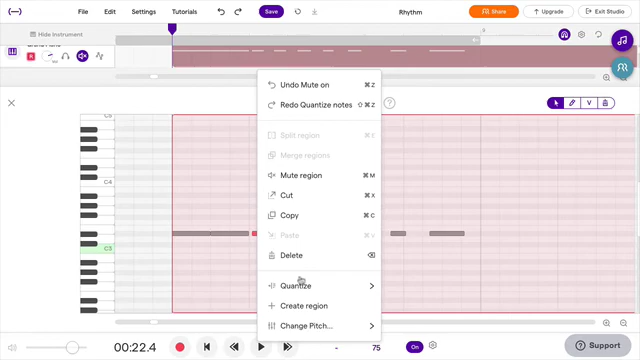 File Edit Settings Tutorials Save Rhythm Share Upgrade Exit Studio
Hide Instrument
R
Undo Mute on ⌘Z
Redo Quantize notes ⇧⌘Z
?
V
Split region ⌘Y
Merge regions
Mute region ⌘M
Cut ⌘X
Copy ⌘C
Paste ⌘V
Delete
Quantize
Create region
Change Pitch...
C5
C4
C3
00:22.4 - 75 On
? Support